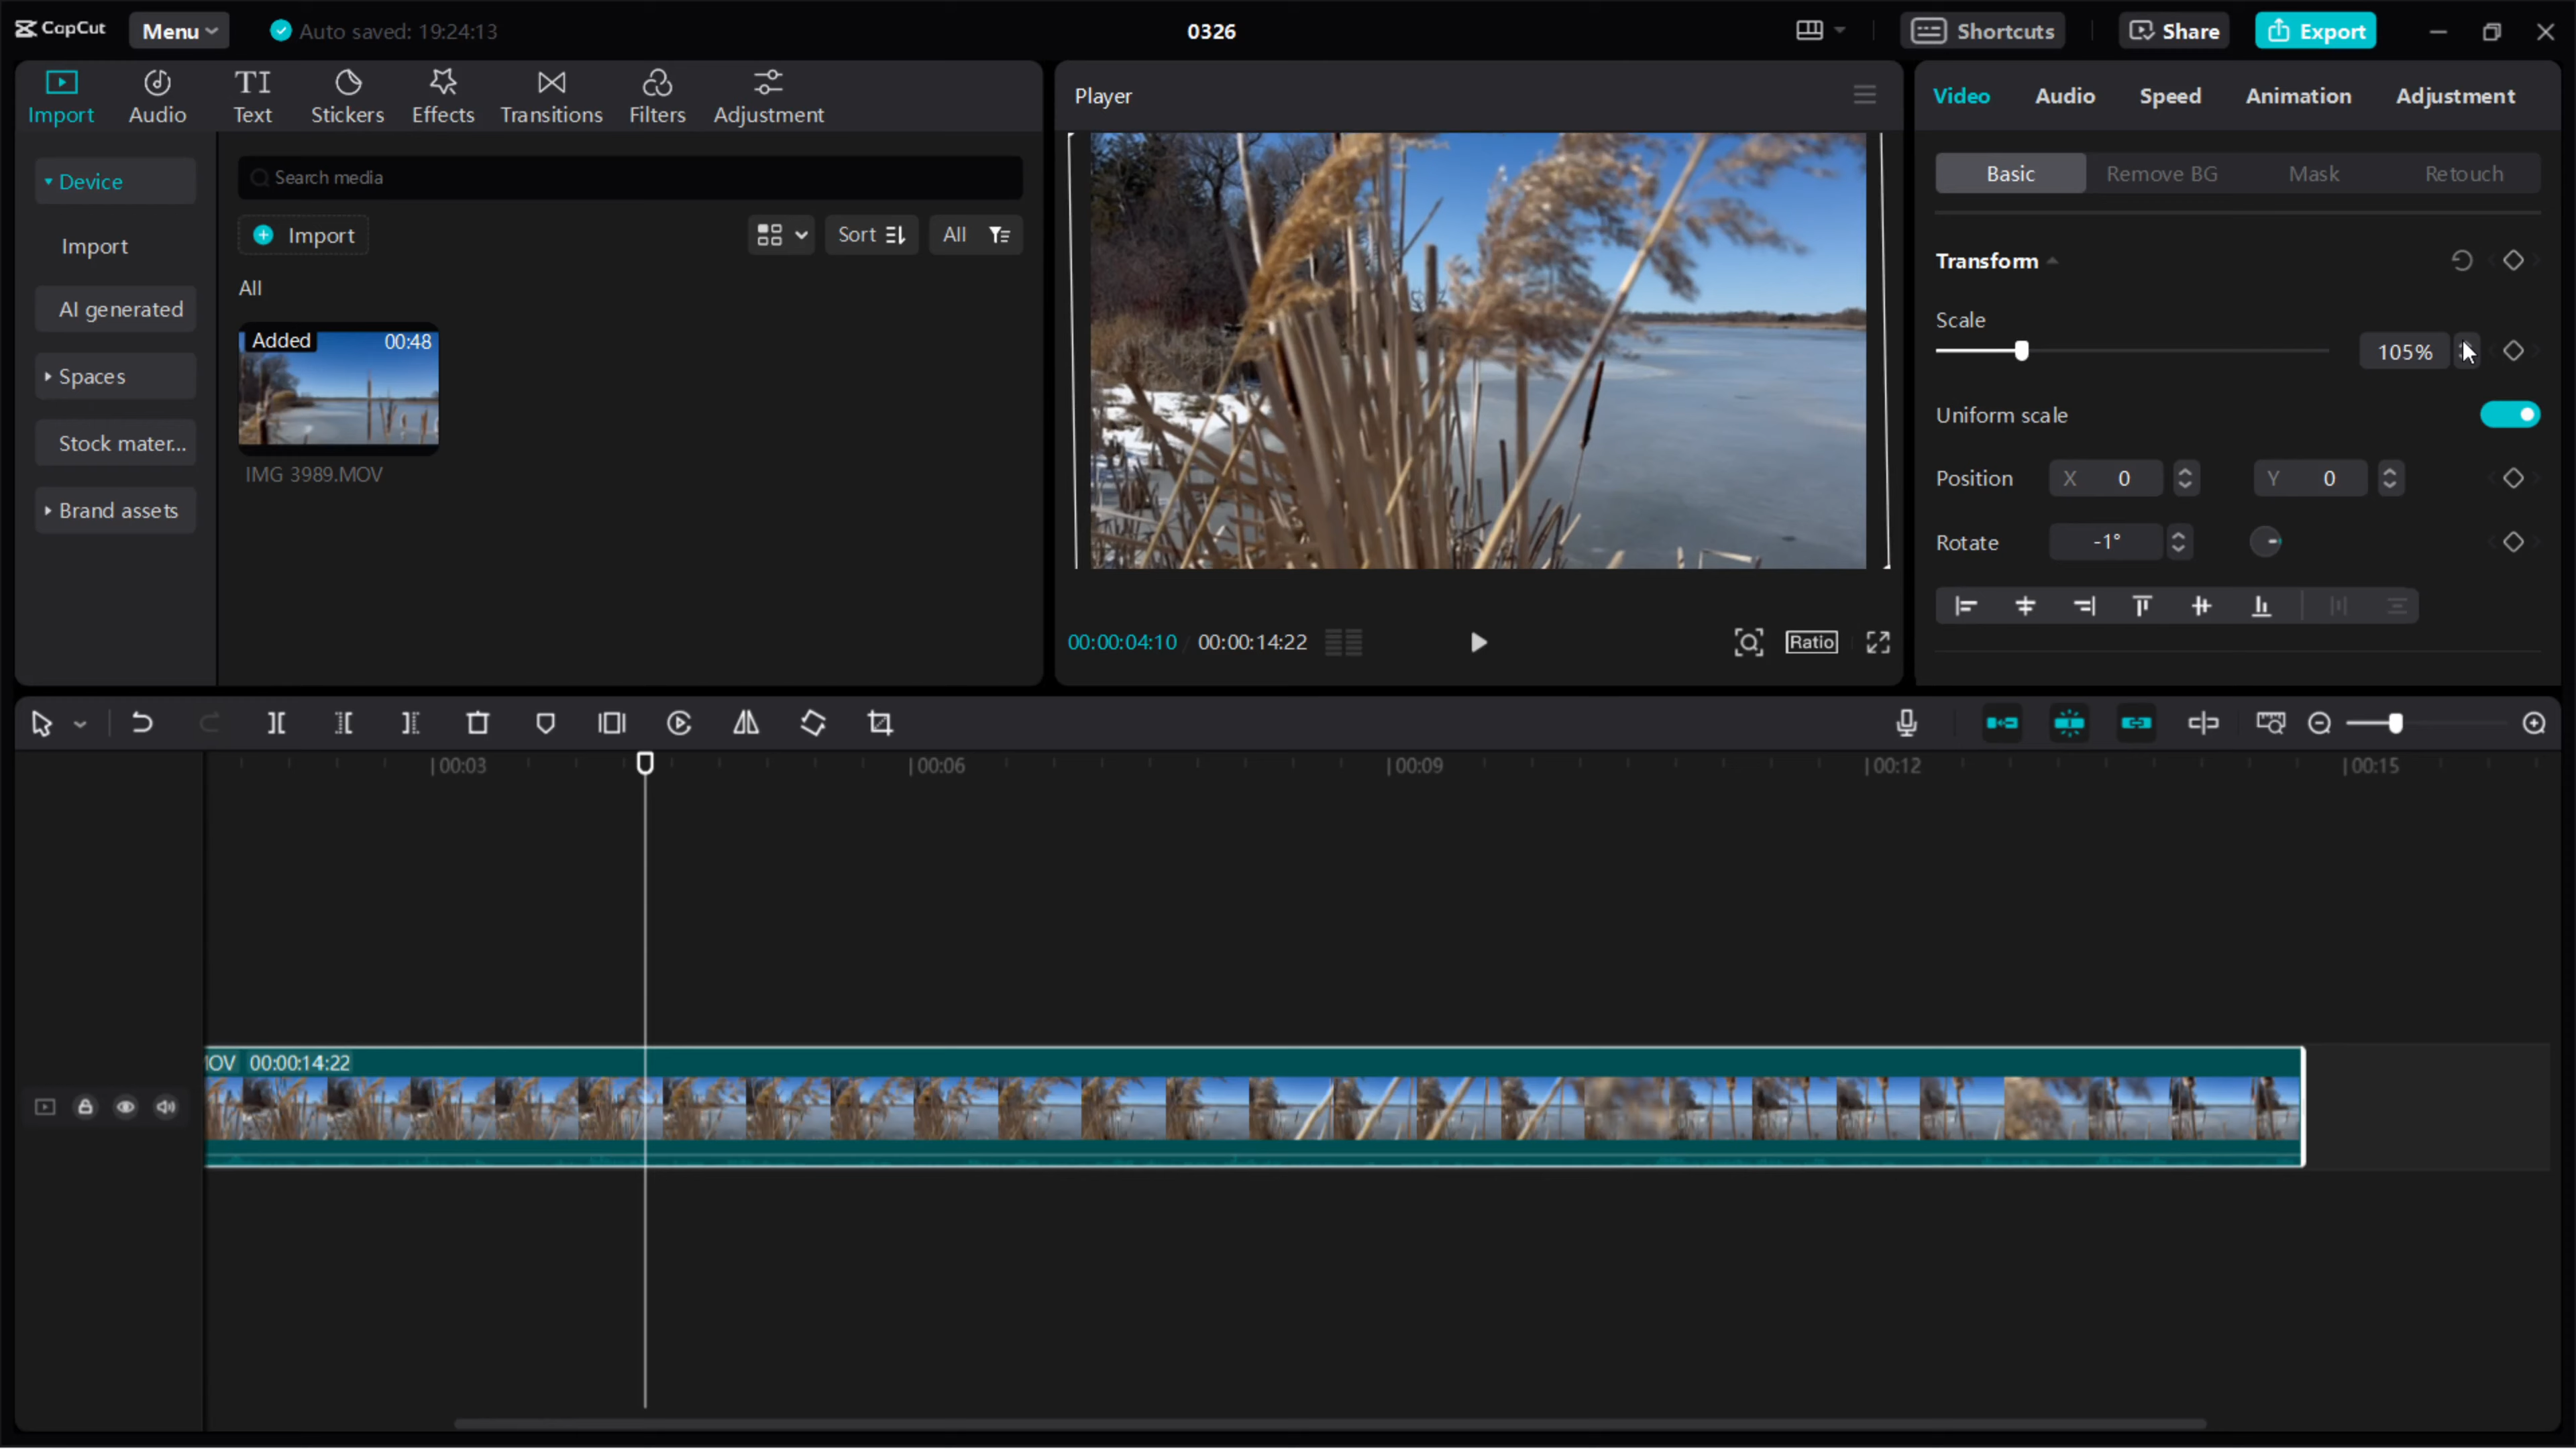 CapCut
Menu
Auto saved: 19:24:13
0326
Shortcuts
Share
Export
Import
Audio
TI
Text
Stickers
Effects
Transitions
Filters
Adjustment
Player
Video
Audio
Speed
Animation
Adjustment
Device
Import
AI generated
Spaces
Stock mater...
Brand assets
Search media
Import
Sort
All
All
Added
00:48
IMG 3989.MOV
00:00:04:10
00:00:14:22
Ratio
Basic
Remove BG
Mask
Retouch
Transform
Scale
105%
Uniform scale
Position
X 0
Y 0
Rotate
-1°
00:03
00:06
00:09
00:12
00:15
OV 00:00:14:22